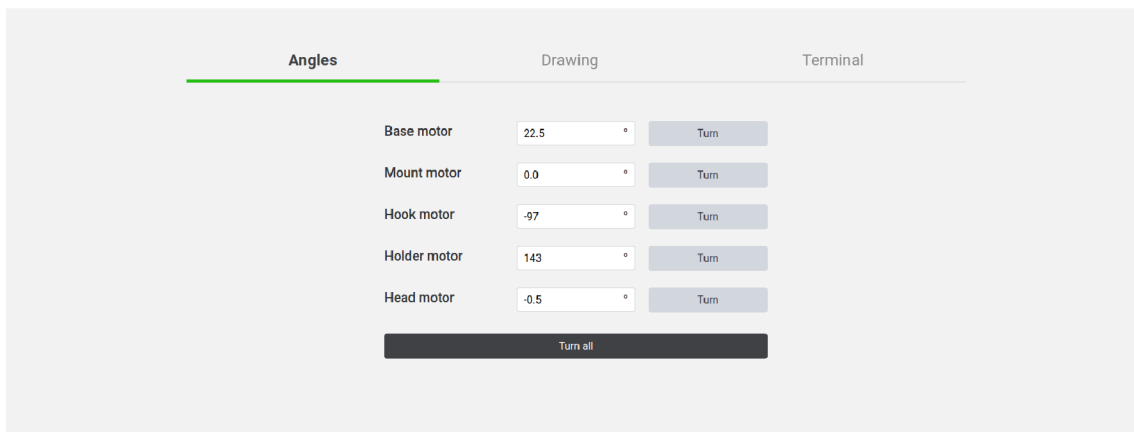 Angles Drawing Terminal
Base motor 22.5 º Turn
Mount motor 0.0 º Turn
Hook motor -97 º Turn
Holder motor 143 º Turn
Head motor -0.5 º Turn
Turn all